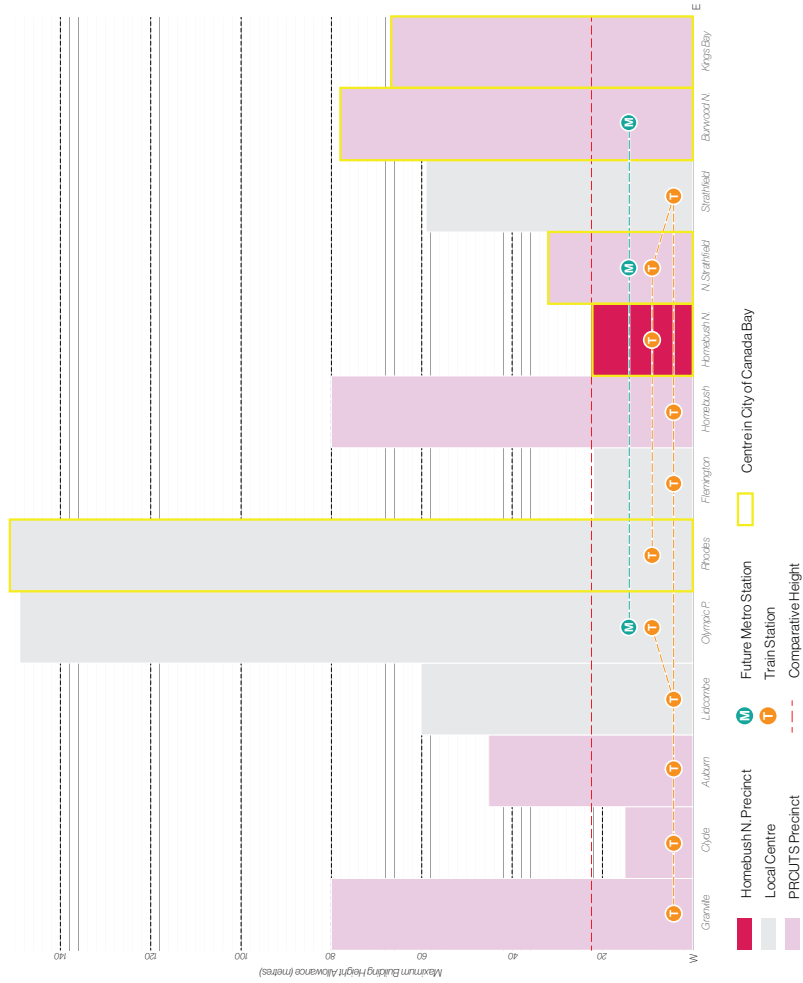 Maximum Building Height Allowance (metres)
140
120
100
80
60
40
20
W
E
Granville
Clyde
Auburn
Lidcombe
Olympic P.
Rhodes
Flemington
Homebush
Homebush N.
N. Strathfield
Strathfield
Burwood N.
Kings Bay
T
T
T
T
T
M
T
T
T
T
T
M
T
M
Homebush N. Precinct
Local Centre
PRCUTS Precinct
M Future Metro Station
T Train Station
Comparative Height
Centre in City of Canada Bay